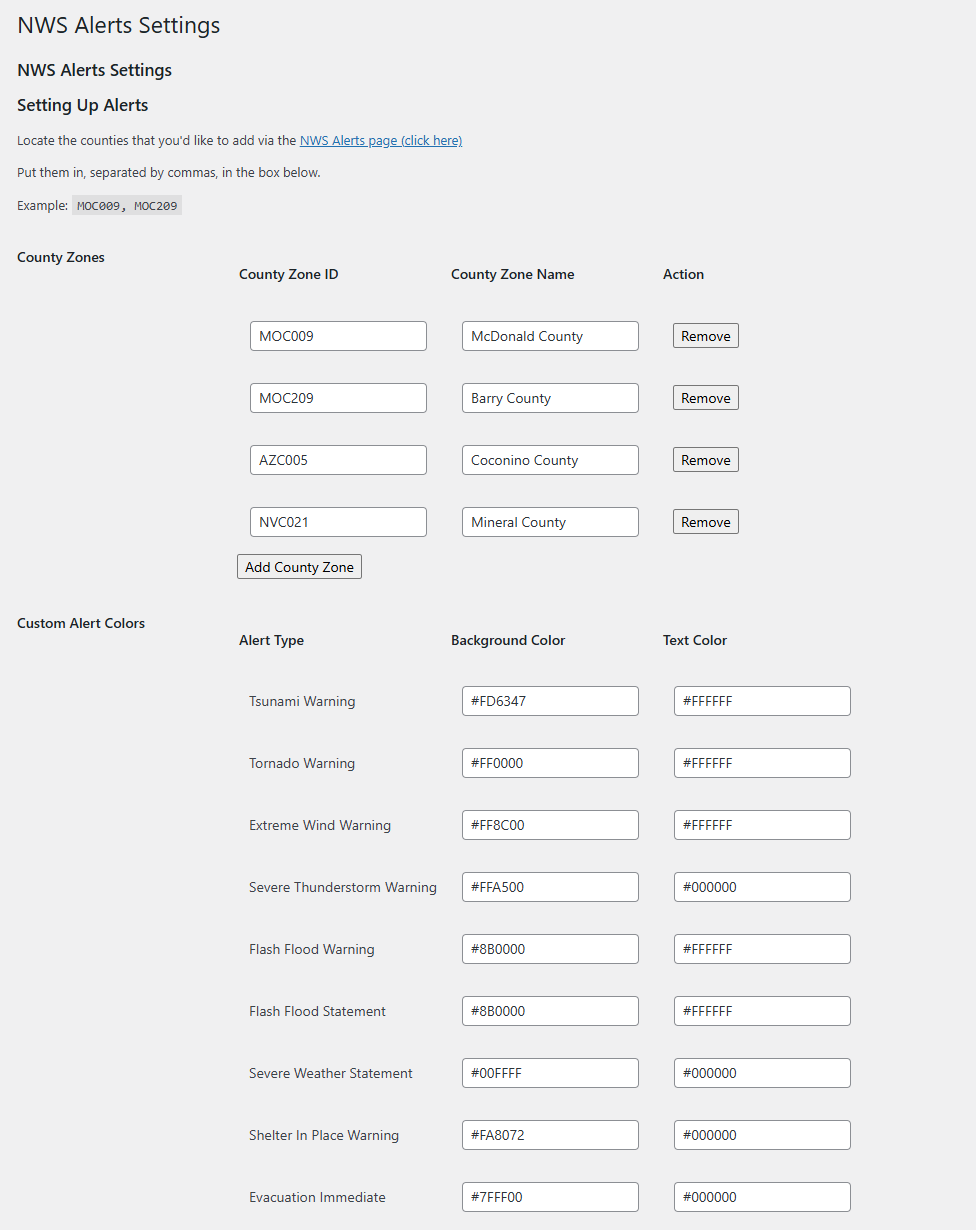 NWS Alerts Settings
NWS Alerts Settings
Setting Up Alerts
Locate the counties that you'd like to add via the NWS Alerts page (click here)
Put them in, separated by commas, in the box below.
Example: MOC009, MOC209
County Zones
County Zone ID County Zone Name Action
MOC009 McDonald County Remove
MOC209 Barry County Remove
AZC005 Coconino County Remove
NVC021 Mineral County Remove
Add County Zone
Custom Alert Colors
Alert Type Background Color Text Color
Tsunami Warning #FD6347 #FFFFFF
Tornado Warning #FF0000 #FFFFFF
Extreme Wind Warning #FF8C00 #FFFFFF
Severe Thunderstorm Warning #FFA500 #000000
Flash Flood Warning #8B0000 #FFFFFF
Flash Flood Statement #8B0000 #FFFFFF
Severe Weather Statement #00FFFF #000000
Shelter In Place Warning #FA8072 #000000
Evacuation Immediate #7FFF00 #000000